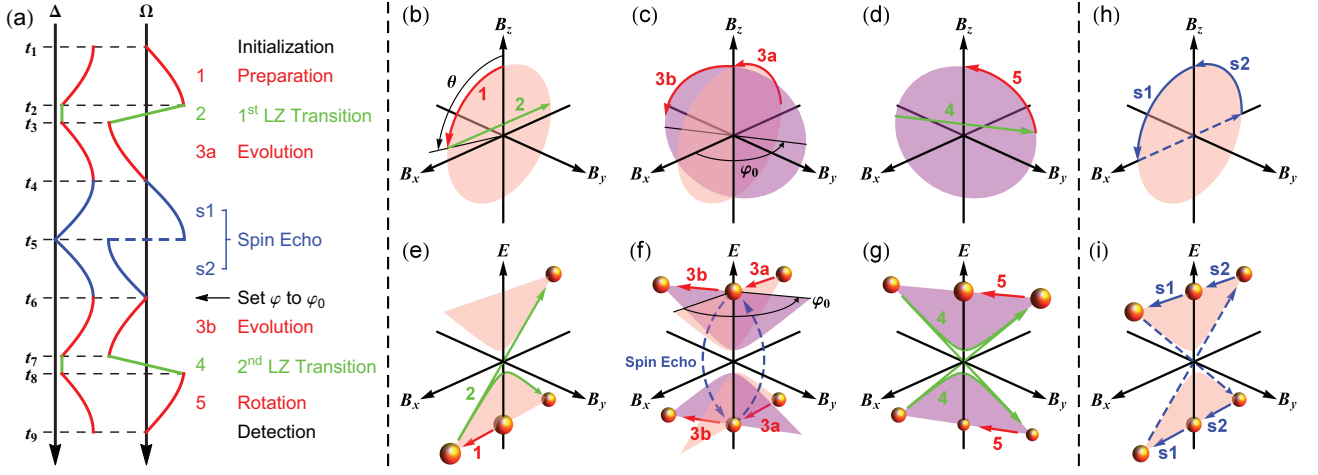 (a)
Δ Ω
t1 Initialization
1 Preparation
t2
2 1st LZ Transition
t3
3a Evolution
t4
s1
t5 Spin Echo
s2
t6 Set φ to φ0
3b Evolution
t7
4 2nd LZ Transition
t8
5 Rotation
t9 Detection
(b)
Bz
θ
1
2
Bx By
(c)
Bz
3a
3b
φ0
Bx By
(d)
Bz
5
4
Bx By
(h)
Bz
s2
s1
Bx By
(e)
E
2
1
Bx By
(f)
E
3b 3a
φ0
Spin Echo
Bx By
3b 3a
(g)
E
5
4
4
Bx By
5
(i)
E
s2
s1
Bx By
s2
s1